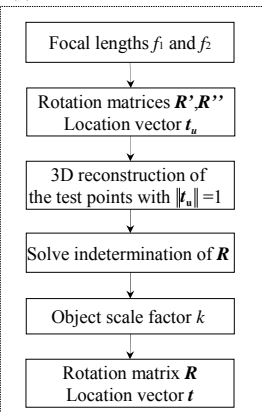 Focal lengths f₁ and f₂
Rotation matrices R',R''
Location vector tᵤ
3D reconstruction of
the test points with ‖tᵤ‖ =1
Solve indetermination of R
Object scale factor k
Rotation matrix R
Location vector t